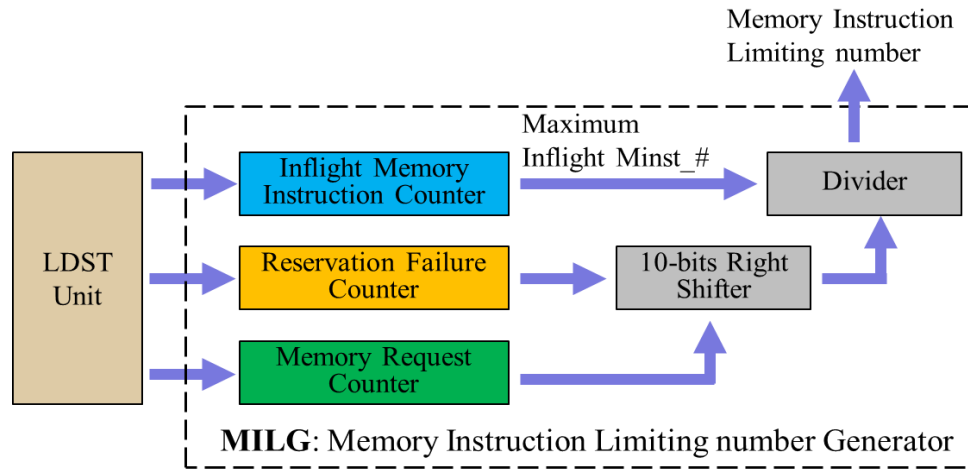 Memory Instruction
Limiting number
Maximum
Inflight Minst_#
Inflight Memory
Instruction Counter
Divider
LDST
Unit
Reservation Failure
Counter
10-bits Right
Shifter
Memory Request
Counter
MILG: Memory Instruction Limiting number Generator